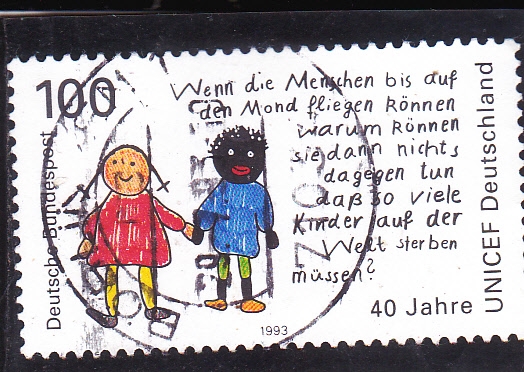 100
Deutsche Bundespost
Wenn die Menschen bis auf
den Mond fliegen können
warum können
sie dann nichts
dagegen tun
daß so viele
Kinder auf der
Welt sterben
müssen?
40 Jahre
UNICEF Deutschland
1993